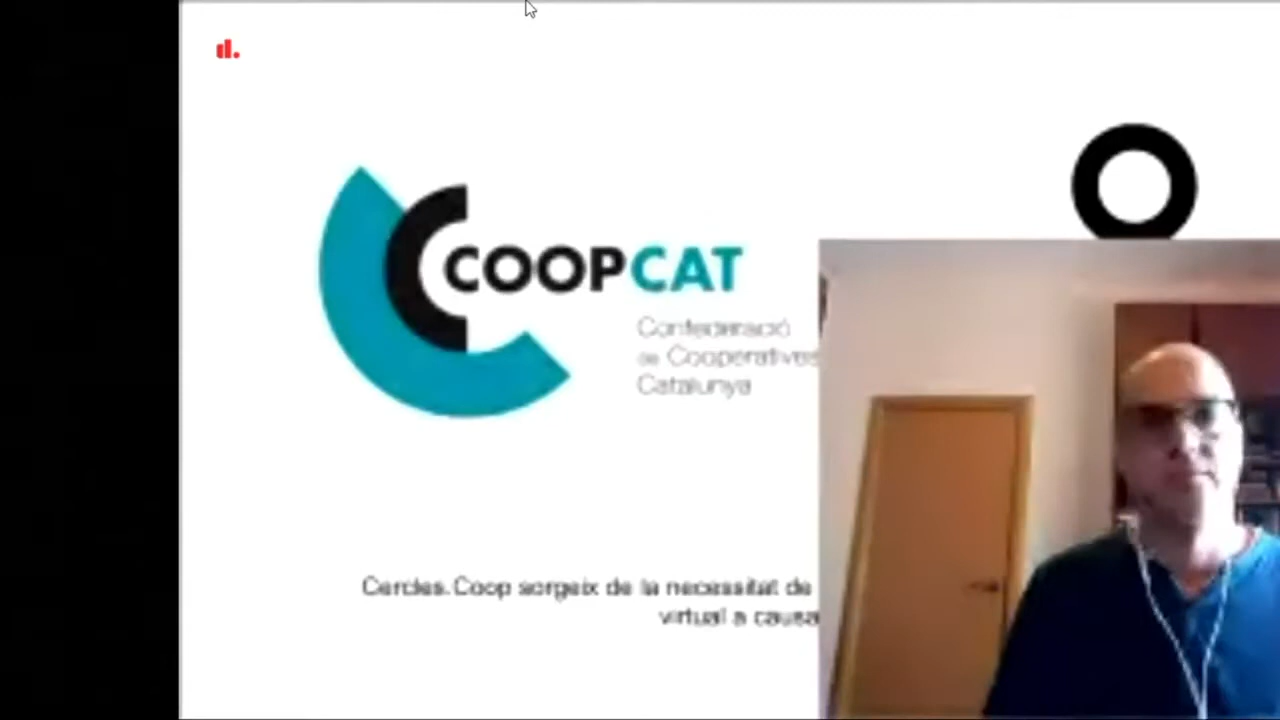 COOPCAT
Confederació
de Cooperatives
Catalunya
Cercles.Coop sorgeix de la necessitat de
virtual a causa